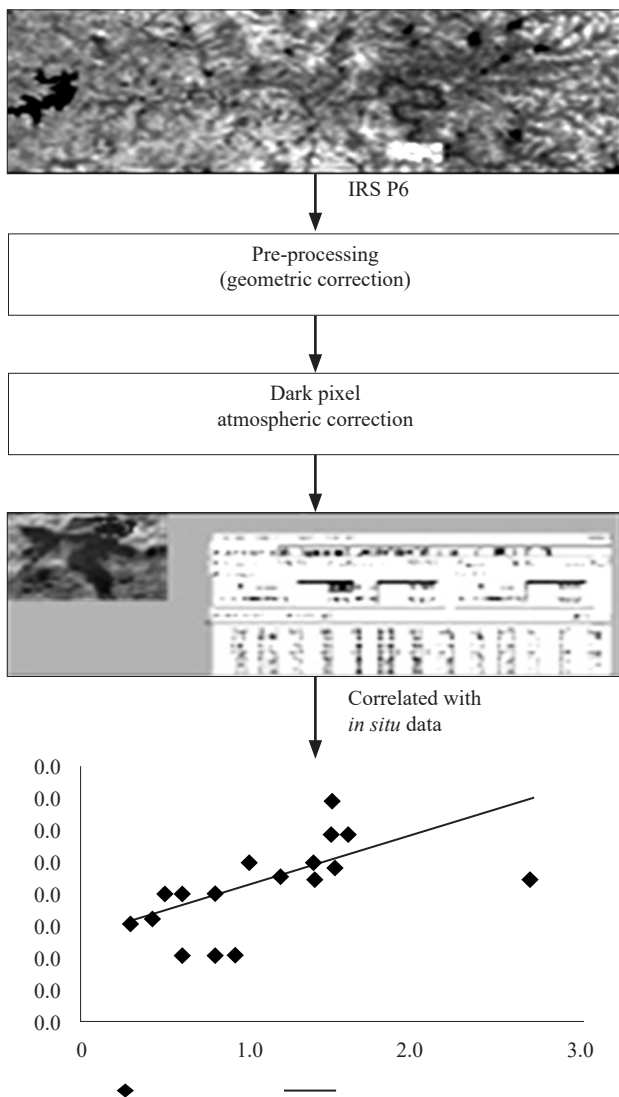 IRS P6
Pre-processing
(geometric correction)
Dark pixel
atmospheric correction
Correlated with
in situ data
0.0
0.0
0.0
0.0
0.0
0.0
0.0
0.0
0.0
0 1.0 2.0 3.0